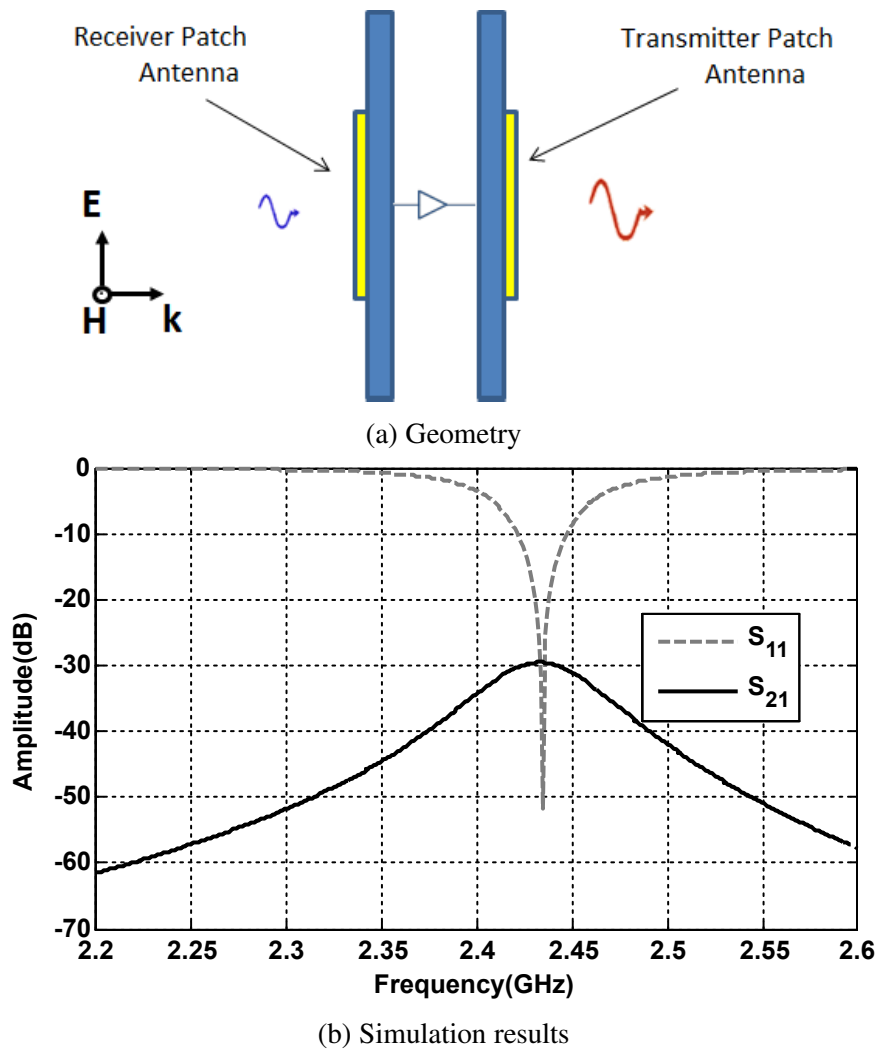 Receiver Patch
Antenna
Transmitter Patch
Antenna
E
H
k
(a) Geometry
0
-10
-20
-30
-40
-50
-60
-70
Amplitude(dB)
S11
S21
2.2 2.25 2.3 2.35 2.4 2.45 2.5 2.55 2.6
Frequency(GHz)
(b) Simulation results